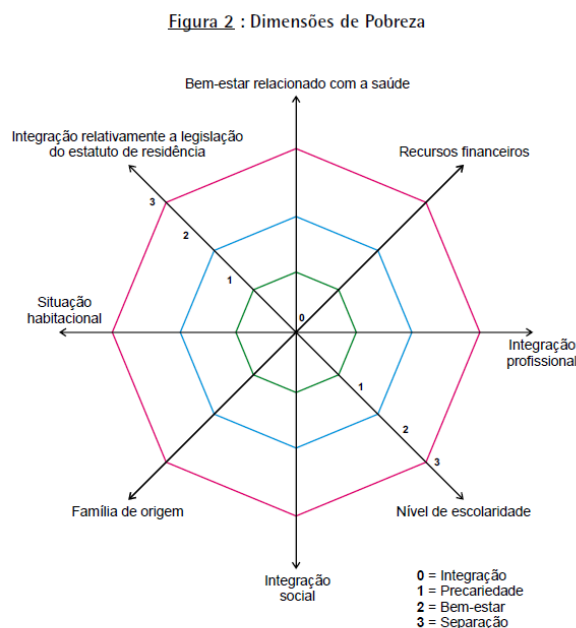 Figura 2 : Dimensões de Pobreza
Bem-estar relacionado com a saúde
Integração relativamente a legislação
do estatuto de residência
Recursos financeiros
3
2
1
Situação
habitacional
0
Integração
profissional
1
2
3
Família de origem
Nível de escolaridade
Integração
social
0 = Integração
1 = Precariedade
2 = Bem-estar
3 = Separação